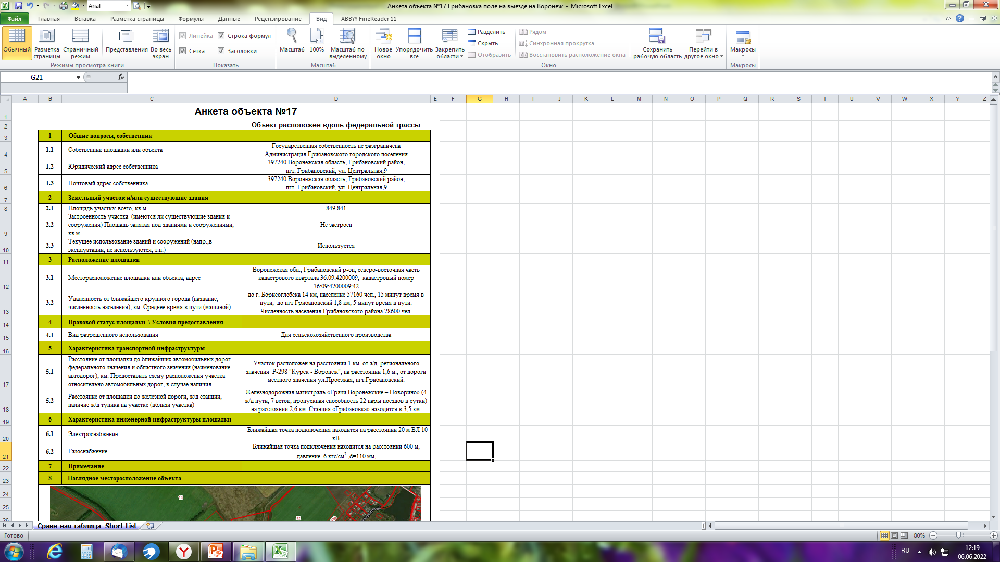 Arial
Анкета объекта №17 Грибановка поле на выезде на Воронеж - Microsoft Excel
Файл Главная Вставка Разметка страницы Формулы Данные Рецензирование Вид ABBYY FineReader 11
Обычный
Разметка страницы
Страничный режим
Представления
Во весь экран
Режимы просмотра книги
Линейка
Строка формул
Сетка
Заголовки
Показать
Масштаб
100
100%
Масштаб по выделенному
Масштаб
Новое окно
Упорядочить все
Закрепить области
Разделить
Скрыть
Отобразить
Рядом
Синхронная прокрутка
Восстановить расположение окна
Сохранить рабочую область
Перейти в другое окно
Окно
Макросы
Макросы
G21 fx
A B C D E F G H I J K L M N O P Q R S T U V W X Y Z
1 Анкета объекта №17
2 Объект расположен вдоль федеральной трассы
3 1 Общие вопросы, собственник
4 1.1 Собственник площадки или объекта
Государственная собственность не разграничена
Администрация Грибановского городского поселения
5 1.2 Юридический адрес собственника
397240 Воронежская область, Грибановский район,
пгт. Грибановский, ул. Центральная,9
6 1.3 Почтовый адрес собственника
397240 Воронежская область, Грибановский район,
пгт. Грибановский, ул. Центральная,9
7 2 Земельный участок и/или существующие здания
8 2.1 Площадь участка: всего, кв.м. 849 841
9 2.2 Застроенность участка (имеются ли существующие здания и
сооружения) Площадь занятая под зданиями и сооружениями,
кв.м
Не застроен
10 2.3 Текущее использование зданий и сооружений (напр.,в
эксплуатации, не используются, т.п.)
Используется
11 3 Расположение площадки
12 3.1 Месторасположение площадки или объекта, адрес
Воронежская обл., Грибановский р-он, северо-восточная часть
кадастрового квартала 36:09:4200009, кадастровый номер
36:09:4200009:42
13 3.2 Удаленность от ближайшего крупного города (название,
численность населения), км. Среднее время в пути (машиной)
до г. Борисоглебска 14 км, население 57160 чел., 15 минут время в
пути, до пгт Грибановский 1,8 км, 5 минут время в пути.
Численность населения Грибановского района 28600 чел.
14 4 Правовой статус площадки \ Условия предоставления
15 4.1 Вид разрешенного использования Для сельскохозяйственного производства
16 5 Характеристика транспортной инфраструктуры
17 5.1 Расстояние от площадки до ближайших автомобильных дорог
федерального значения и областного значения (наименование
автодорог), км. Предоставить схему расположения участка
относительно автомобильных дорог, в случае наличия
Участок расположен на расстоянии 1 км от а/д регионального
значения Р-298 "Курск - Воронеж", на расстоянии 1,6 м., от дороги
местного значения ул.Проезжая, пгт.Грибановский.
18 5.2 Расстояние от площадки до железной дороги, ж/д станции,
наличие ж/д тупика на участке (вблизи участка)
Железнодорожная магистраль «Грязи Воронежские – Поворино» (4
ж/д пути, 7 веток, пропускная способность 22 пары поездов в сутки)
на расстоянии 2,6 км. Станция «Грибановка» находится в 3,5 км.
19 6 Характеристика инженерной инфраструктуры площадки
20 6.1 Электроснабжение
Ближайшая точка подключения находится на расстоянии 20 м ВЛ 10
кВ
21 6.2 Газоснабжение
Ближайшая точка подключения находится на расстоянии 600 м,
давление 6 кгс/см² ,d=110 мм,
22 7 Примечание
23 8 Наглядное месторосположение объекта
24
25
26
13
32
Сравн-ная таблица_Short List
Готово
80%
RU
12:19
06.06.2022